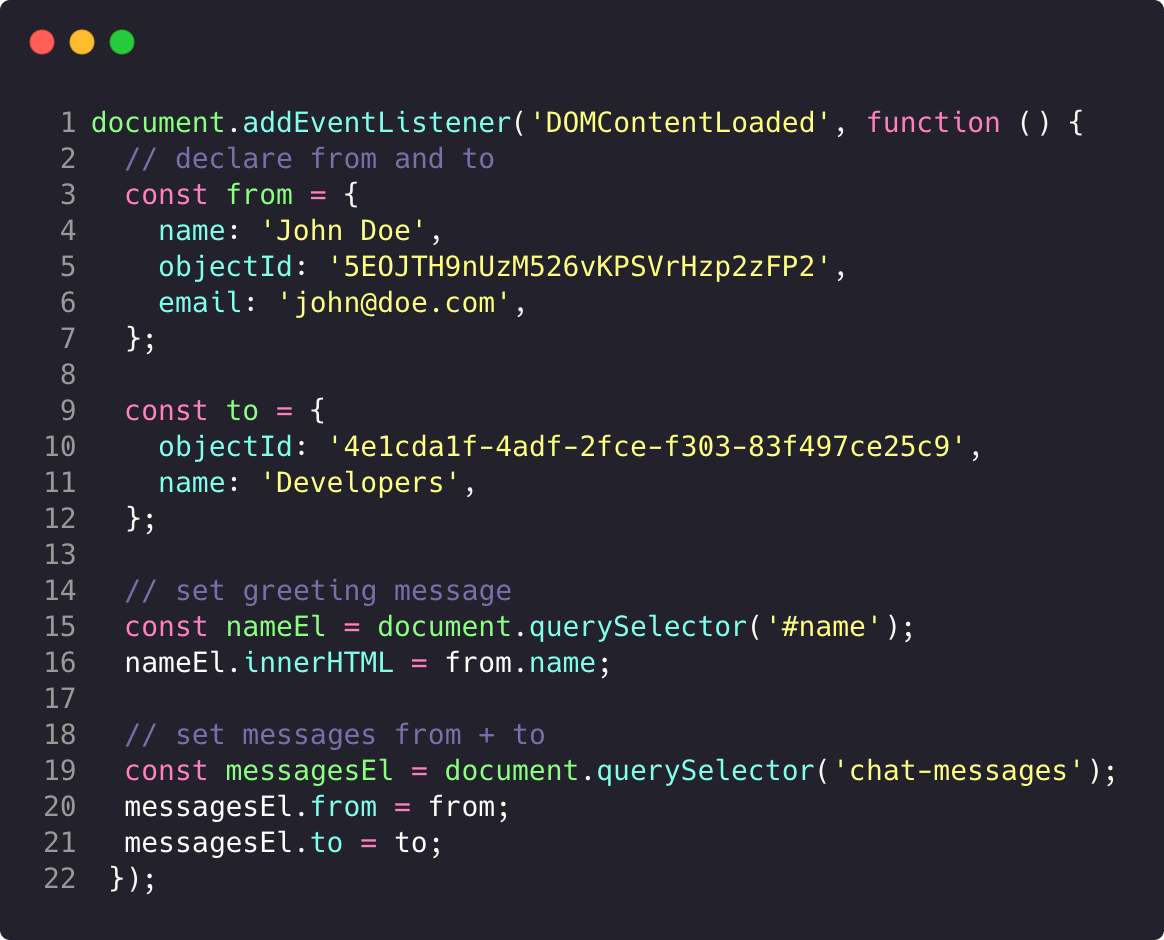 1 document.addEventListener('DOMContentLoaded', function () {
2   // declare from and to
3   const from = {
4     name: 'John Doe',
5     objectId: '5EOJTH9nUzM526vKPSVrHzp2zFP2',
6     email: 'john@doe.com',
7   };
8
9   const to = {
10     objectId: '4e1cda1f-4adf-2fce-f303-83f497ce25c9',
11     name: 'Developers',
12   };
13
14   // set greeting message
15   const nameEl = document.querySelector('#name');
16   nameEl.innerHTML = from.name;
17
18   // set messages from + to
19   const messagesEl = document.querySelector('chat-messages');
20   messagesEl.from = from;
21   messagesEl.to = to;
22  });